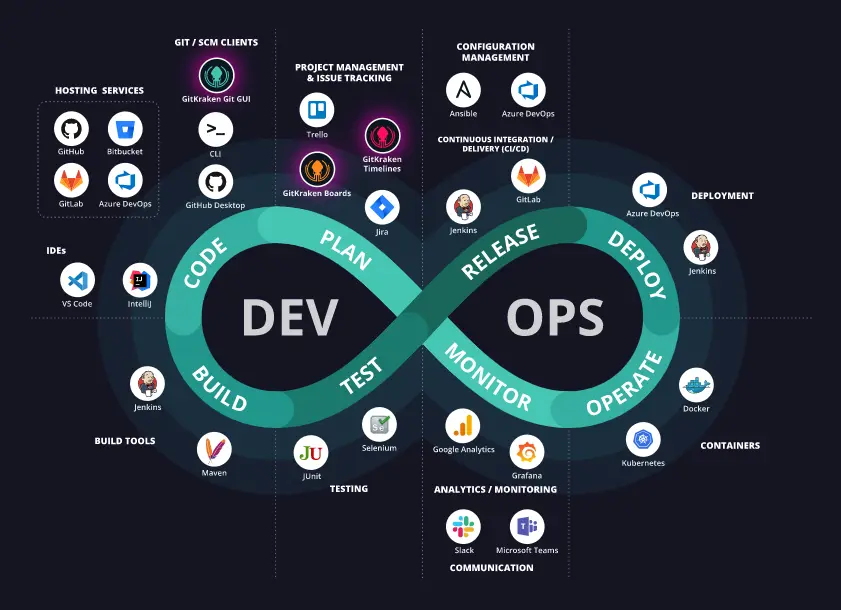 GIT / SCM CLIENTS
GitKraken Git GUI
CLI
GitHub Desktop
HOSTING SERVICES
GitHub
Bitbucket
GitLab
Azure DevOps
IDEs
VS Code
IntelliJ
IJ
PROJECT MANAGEMENT
& ISSUE TRACKING
Trello
GitKraken
Timelines
GitKraken Boards
Jira
CONFIGURATION
MANAGEMENT
Ansible
Azure DevOps
CONTINUOUS INTEGRATION /
DELIVERY (CI/CD)
GitLab
Jenkins
Azure DevOps
DEPLOYMENT
Jenkins
CODE
PLAN
RELEASE
DEPLOY
DEV
OPS
BUILD
TEST
MONITOR
OPERATE
Jenkins
BUILD TOOLS
Maven
JU
JUnit
Se
Selenium
TESTING
Google Analytics
Grafana
ANALYTICS / MONITORING
Slack
T
Microsoft Teams
COMMUNICATION
Docker
Kubernetes
CONTAINERS